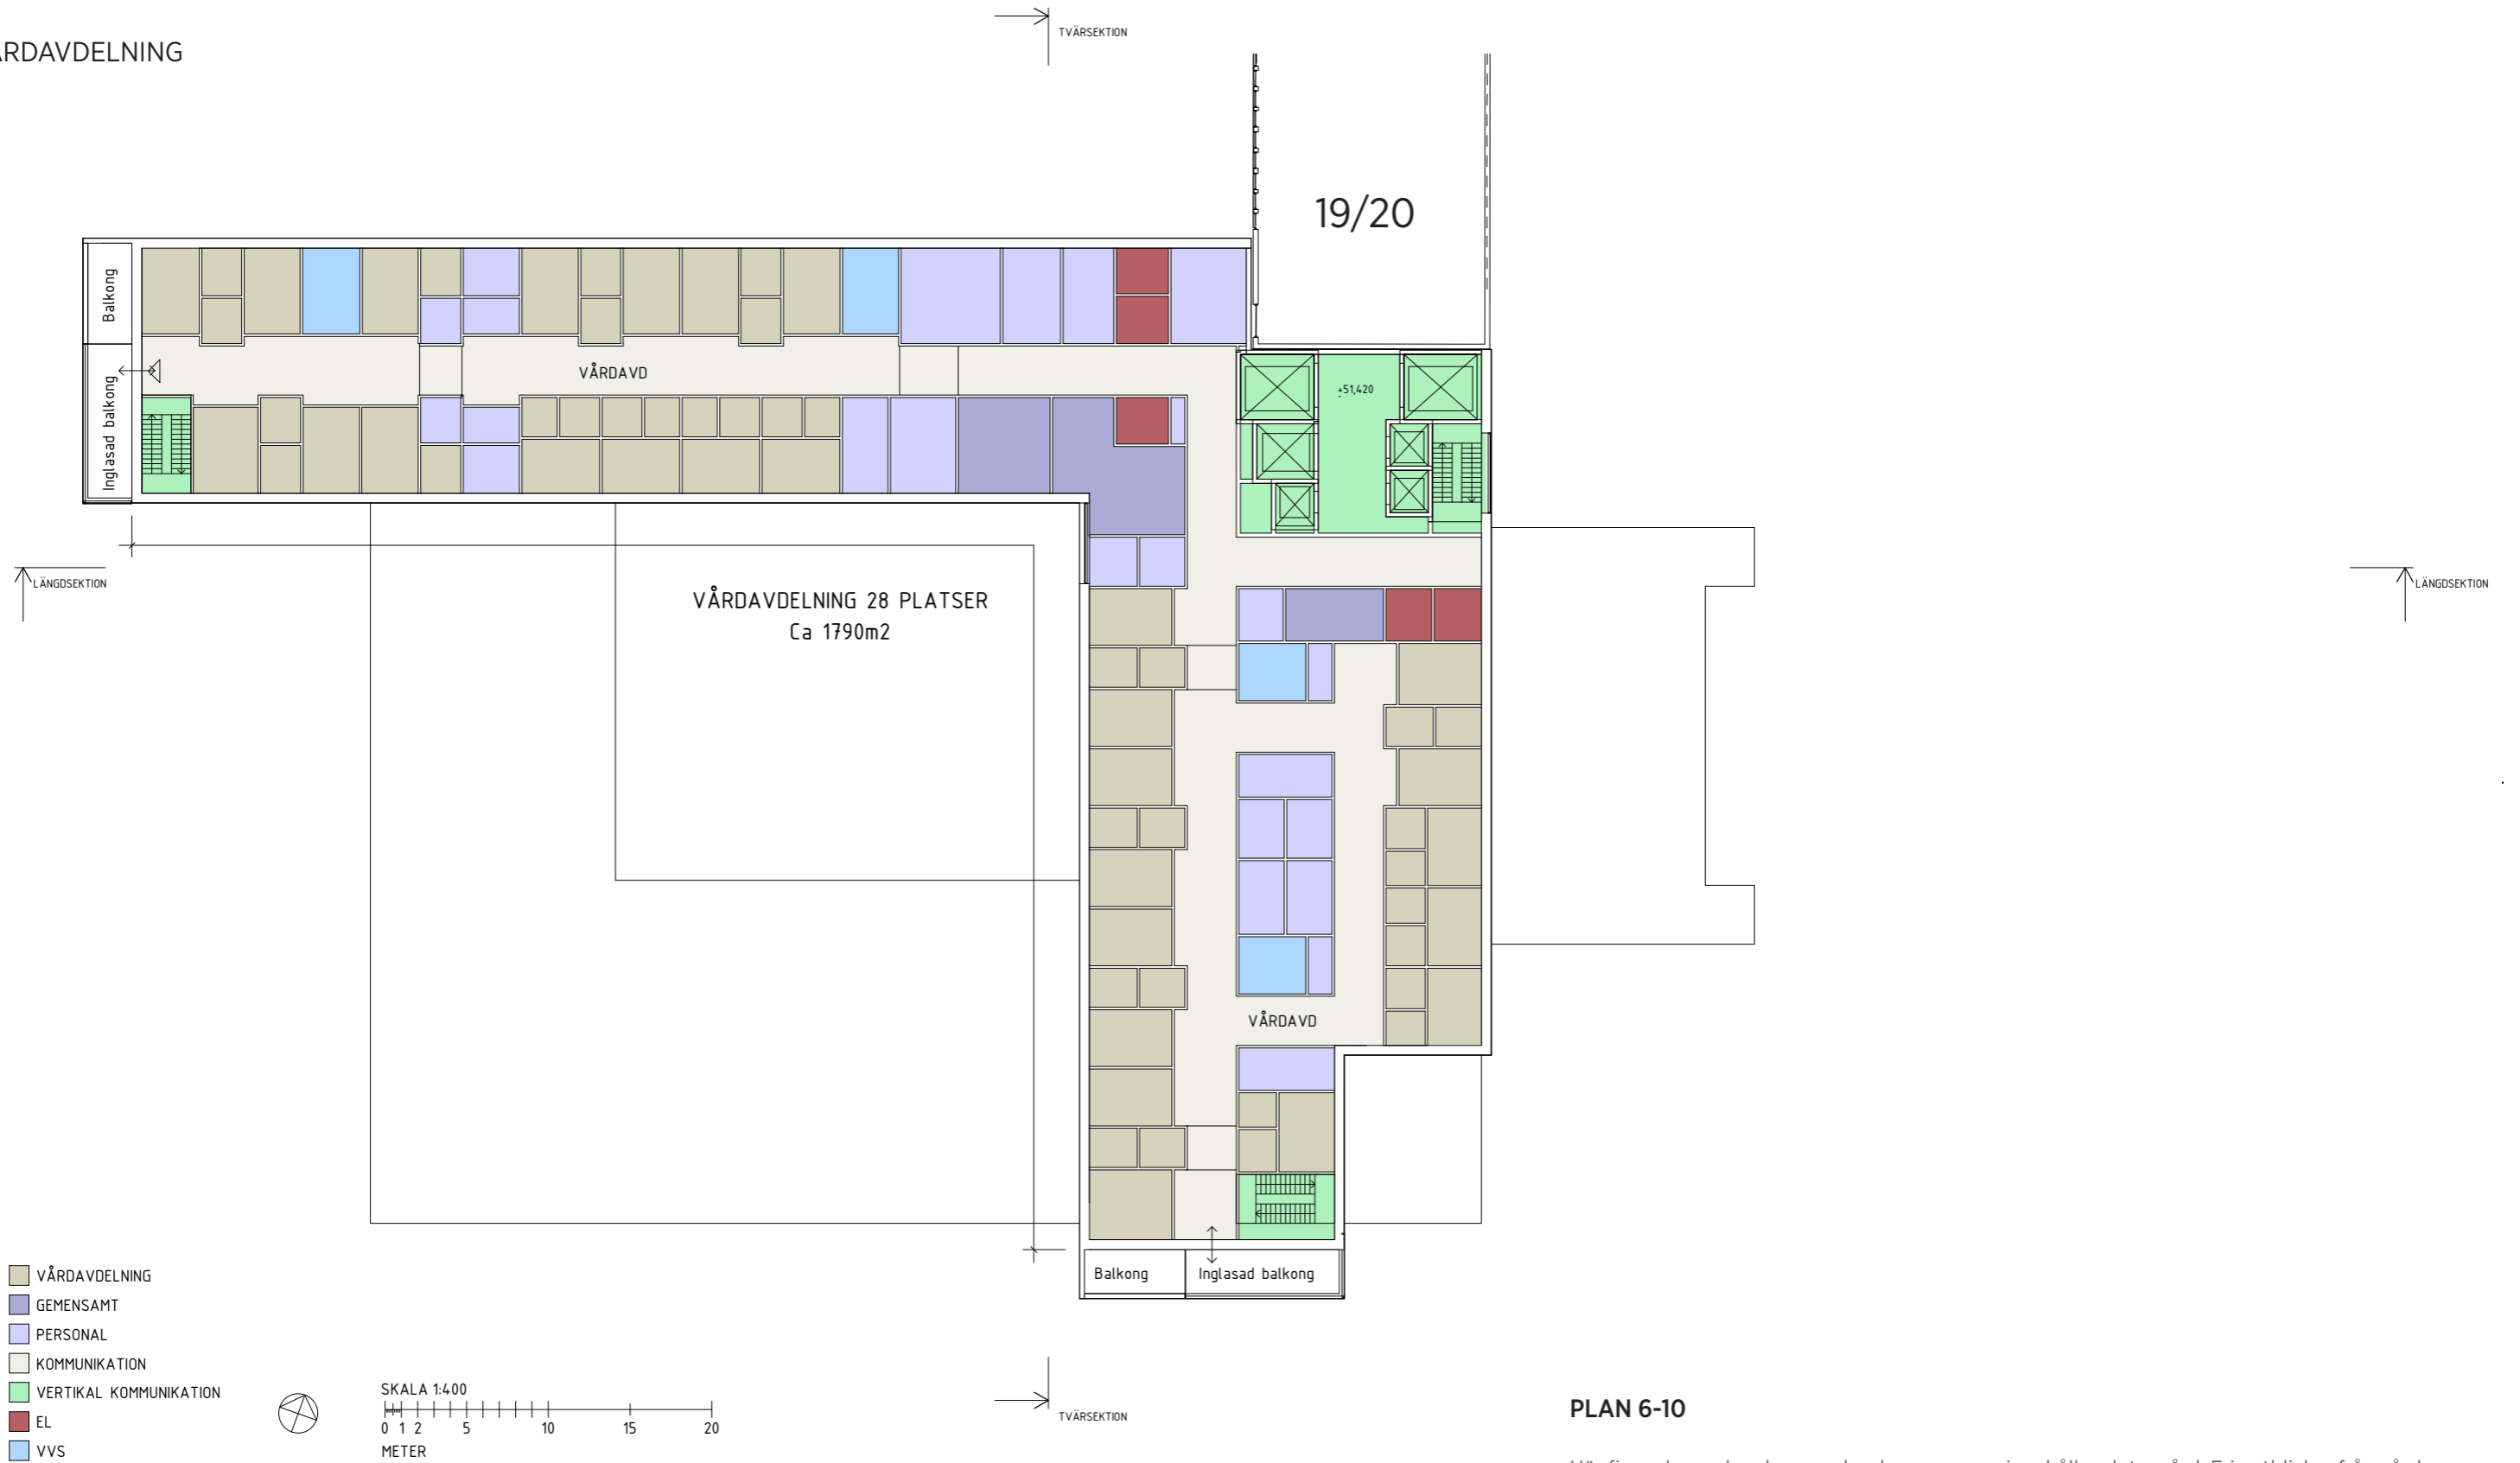 TVÄRSEKTION
RDAVDELNING
19/20
Balkong
Inglasad balkong
VÅRDAVD
+51,420
LÄNGDSEKTION
LÄNGDSEKTION
VÅRDAVDELNING 28 PLATSER
Ca 1790m2
VÅRDAVD
Balkong
Inglasad balkong
VÅRDAVDELNING
GEMENSAMT
PERSONAL
KOMMUNIKATION
VERTIKAL KOMMUNIKATION
EL
VVS
SKALA 1:400
0 1 2 5 10 15 20
METER
TVÄRSEKTION
PLAN 6-10